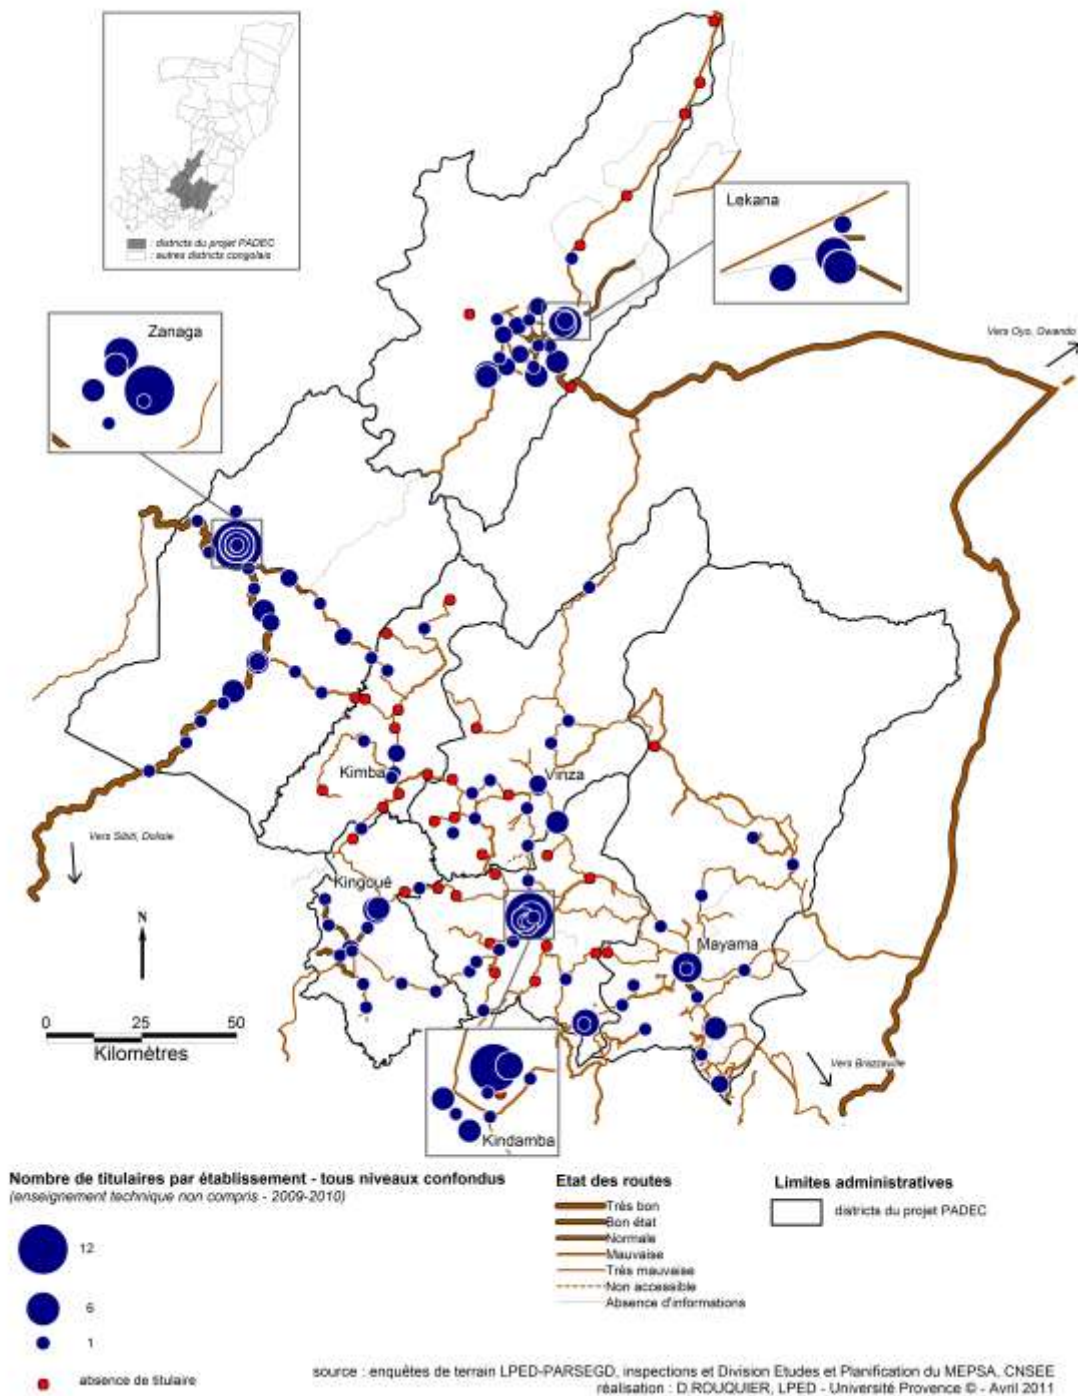 : districts du projet PADEC
: autres districts congolais
Lekana
Zanaga
Vers Oyo, Owando
Kimba
Vinza
Vers Sibiti, Dolisie
Kingoué
N
Mayama
0 25 50
Kilomètres
Vers Brazzaville
Kindamba
Nombre de titulaires par établissement - tous niveaux confondus
(enseignement technique non compris - 2009-2010)
12
6
1
absence de titulaire
Etat des routes
Très bon
Bon état
Normale
Mauvaise
Très mauvaise
Non accessible
Absence d'informations
Limites administratives
districts du projet PADEC
source : enquêtes de terrain LPED-PARSEGD, inspections et Division Etudes et Planification du MEPSA, CNSEE
réalisation : D.ROUQUIER, LPED - Université Provence © - Avril 2011